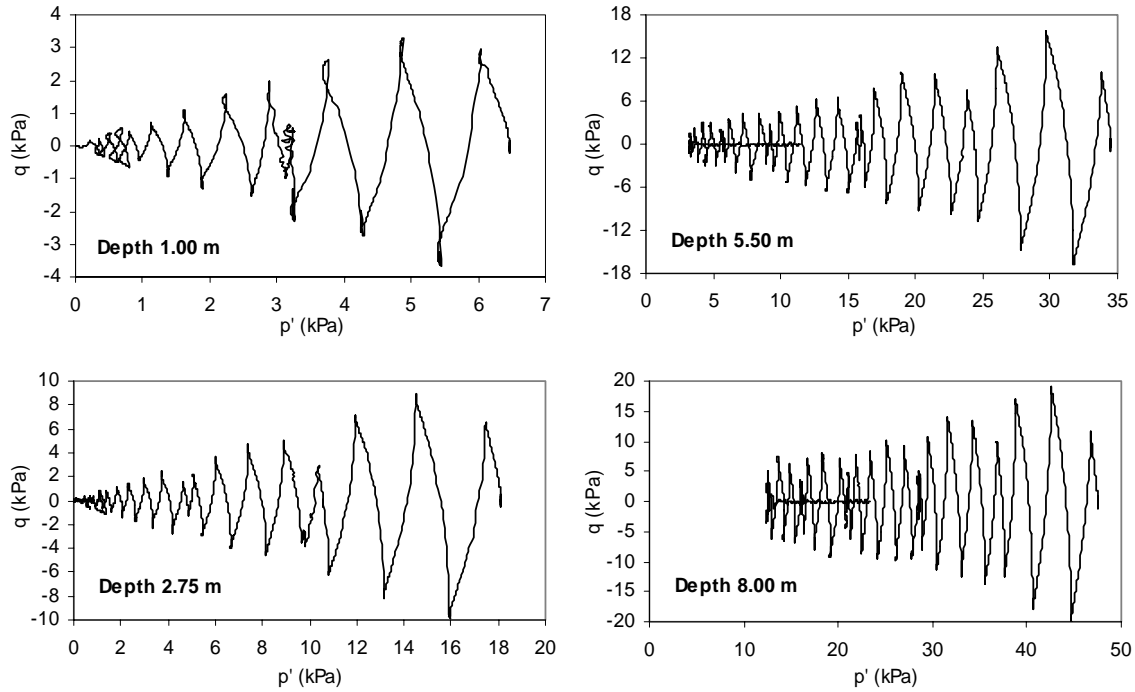 4
3
2
1
0
-1
-2
-3
-4
q (kPa)
Depth 1.00 m
0 1 2 3 4 5 6 7
p' (kPa)
18
12
6
0
-6
-12
-18
q (kPa)
Depth 5.50 m
0 5 10 15 20 25 30 35
p' (kPa)
10
8
6
4
2
0
-2
-4
-6
-8
-10
q (kPa)
Depth 2.75 m
0 2 4 6 8 10 12 14 16 18 20
p' (kPa)
20
15
10
5
0
-5
-10
-15
-20
q (kPa)
Depth 8.00 m
0 10 20 30 40 50
p' (kPa)